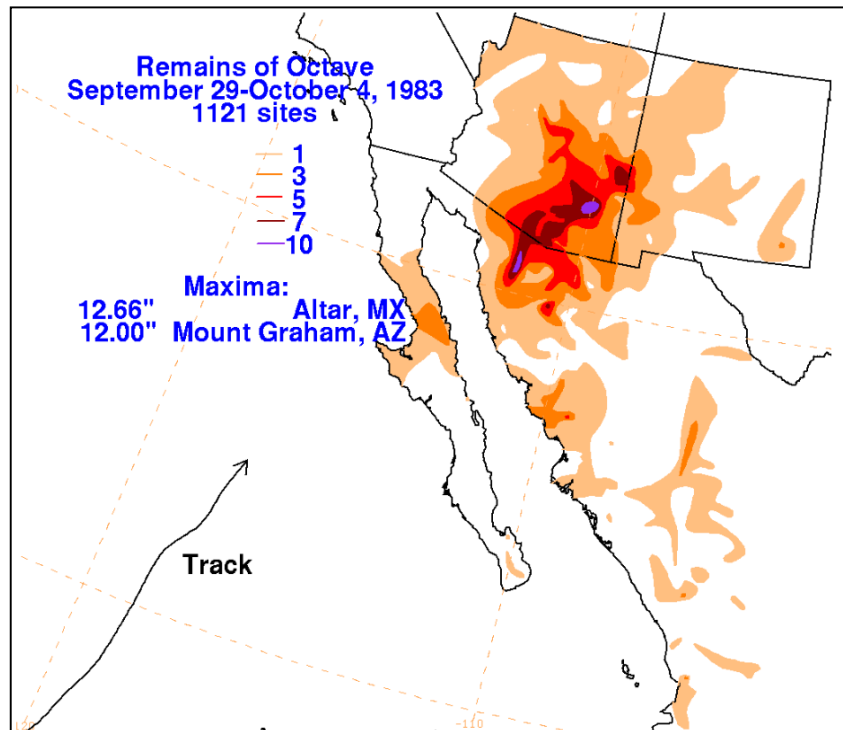 Remains of Octave
September 29-October 4, 1983
1121 sites
1
3
5
7
10
Maxima:
12.66" Altar, MX
12.00" Mount Graham, AZ
Track
120
-110